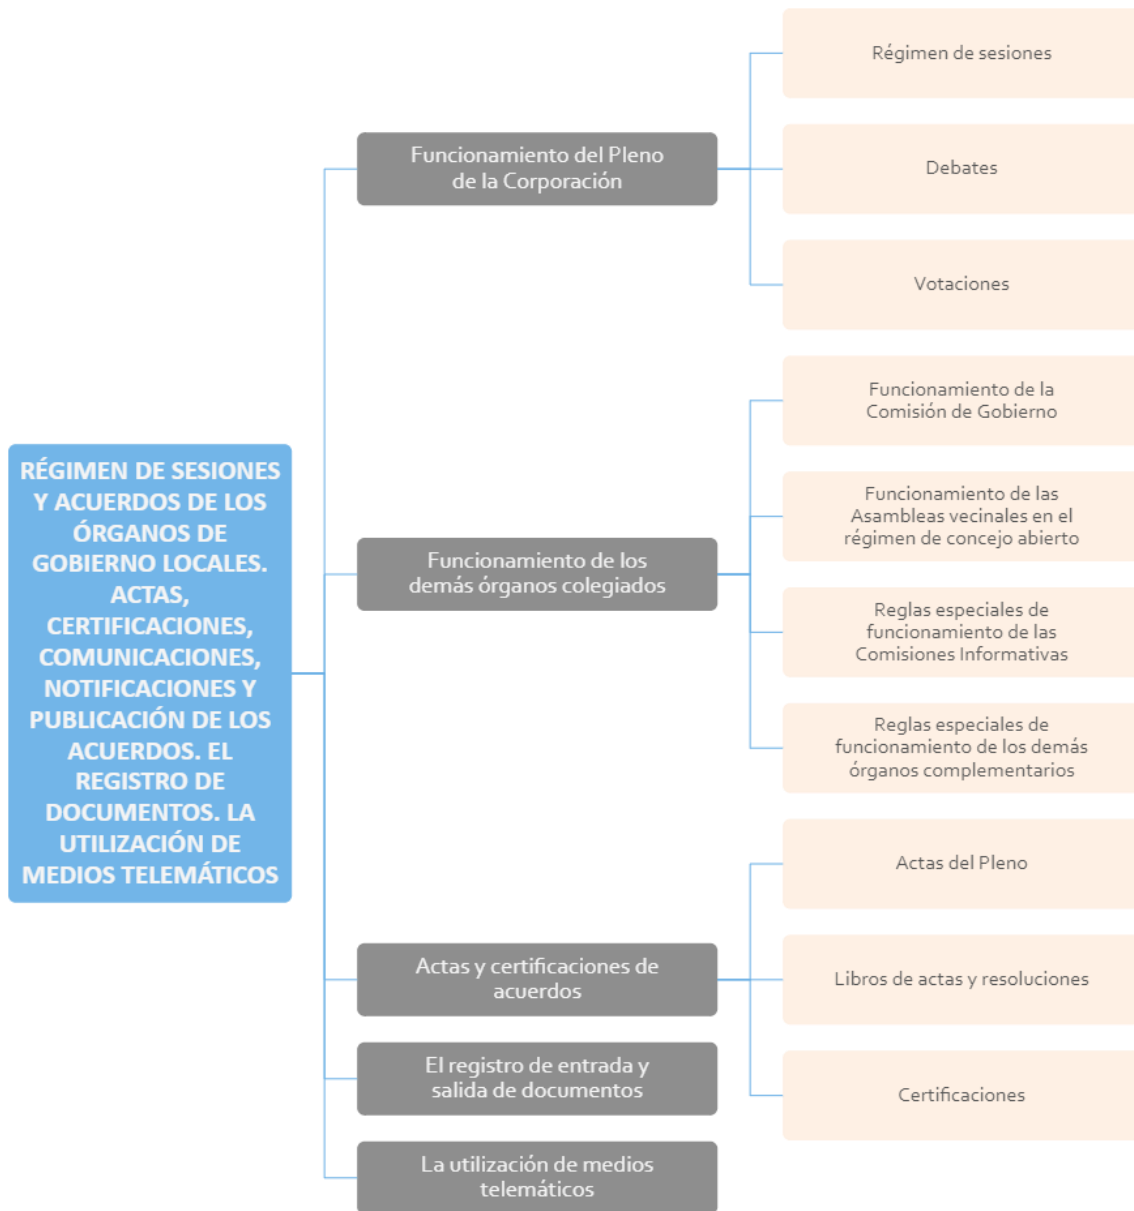 RÉGIMEN DE SESIONES
Y ACUERDOS DE LOS
ÓRGANOS DE
GOBIERNO LOCALES.
ACTAS,
CERTIFICACIONES,
COMUNICACIONES,
NOTIFICACIONES Y
PUBLICACIÓN DE LOS
ACUERDOS. EL
REGISTRO DE
DOCUMENTOS. LA
UTILIZACIÓN DE
MEDIOS TELEMÁTICOS
Funcionamiento del Pleno
de la Corporación
Régimen de sesiones
Debates
Votaciones
Funcionamiento de los
demás órganos colegiados
Funcionamiento de la
Comisión de Gobierno
Funcionamiento de las
Asambleas vecinales en el
régimen de concejo abierto
Reglas especiales de
funcionamiento de las
Comisiones Informativas
Reglas especiales de
funcionamiento de los demás
órganos complementarios
Actas y certificaciones de
acuerdos
Actas del Pleno
Libros de actas y resoluciones
Certificaciones
El registro de entrada y
salida de documentos
La utilización de medios
telemáticos